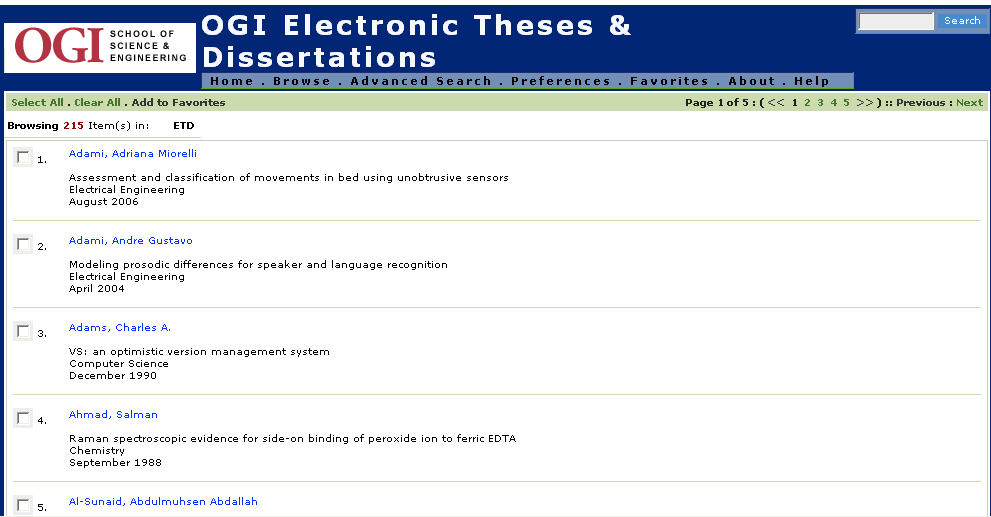 OGI SCHOOL OF SCIENCE & ENGINEERING
OGI Electronic Theses & Dissertations
Search
Home . Browse . Advanced Search . Preferences . Favorites . About . Help
Select All . Clear All . Add to Favorites
Page 1 of 5 : ( << 1 2 3 4 5 >> ) :: Previous : Next
Browsing 215 Item(s) in: ETD
1. Adami, Adriana Miorelli
Assessment and classification of movements in bed using unobtrusive sensors
Electrical Engineering
August 2006
2. Adami, Andre Gustavo
Modeling prosodic differences for speaker and language recognition
Electrical Engineering
April 2004
3. Adams, Charles A.
VS: an optimistic version management system
Computer Science
December 1990
4. Ahmad, Salman
Raman spectroscopic evidence for side-on binding of peroxide ion to ferric EDTA
Chemistry
September 1988
5. Al-Sunaid, Abdulmuhsen Abdallah